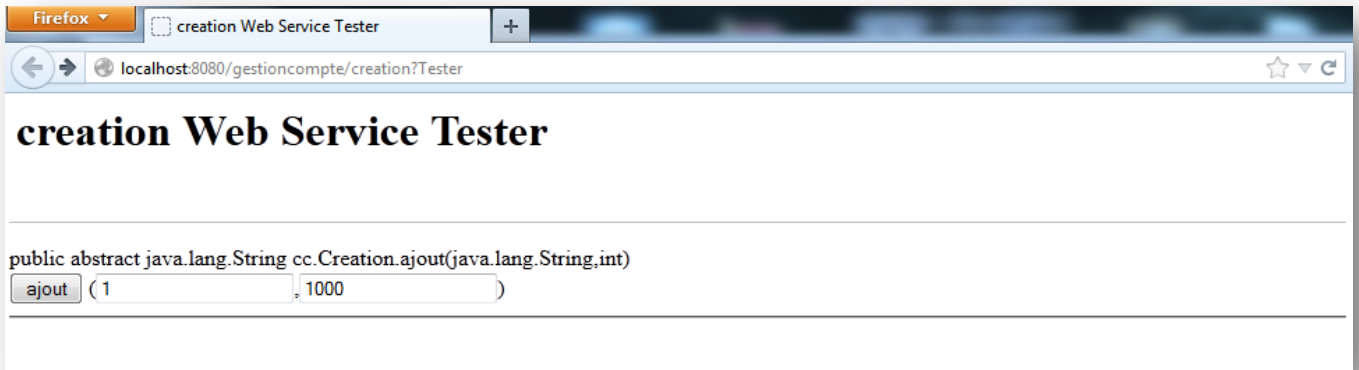 Firefox
creation Web Service Tester
+
localhost:8080/gestioncompte/creation?Tester
creation Web Service Tester
public abstract java.lang.String cc.Creation.ajout(java.lang.String,int)
ajout (1 ,1000 )